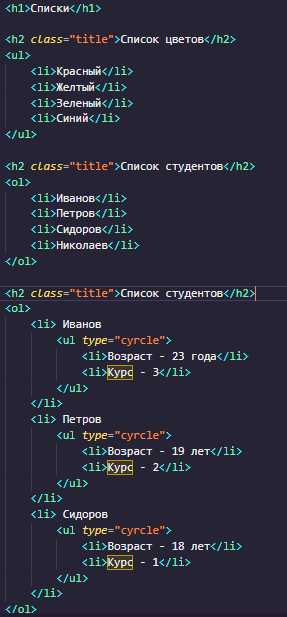 <h1>Списки</h1>
<h2 class="title">Список цветов</h2>
<ul>
<li>Красный</li>
<li>Желтый</li>
<li>Зеленый</li>
<li>Синий</li>
</ul>
<h2 class="title">Список студентов</h2>
<ol>
<li>Иванов</li>
<li>Петров</li>
<li>Сидоров</li>
<li>Николаев</li>
</ol>
<h2 class="title">Список студентов</h2>
<ol>
<li> Иванов
<ul type="cyrcle">
<li>Возраст - 23 года</li>
<li>Курс - 3</li>
</ul>
</li>
<li> Петров
<ul type="cyrcle">
<li>Возраст - 19 лет</li>
<li>Курс - 2</li>
</ul>
</li>
<li> Сидоров
<ul type="cyrcle">
<li>Возраст - 18 лет</li>
<li>Курс - 1</li>
</ul>
</li>
</ol>